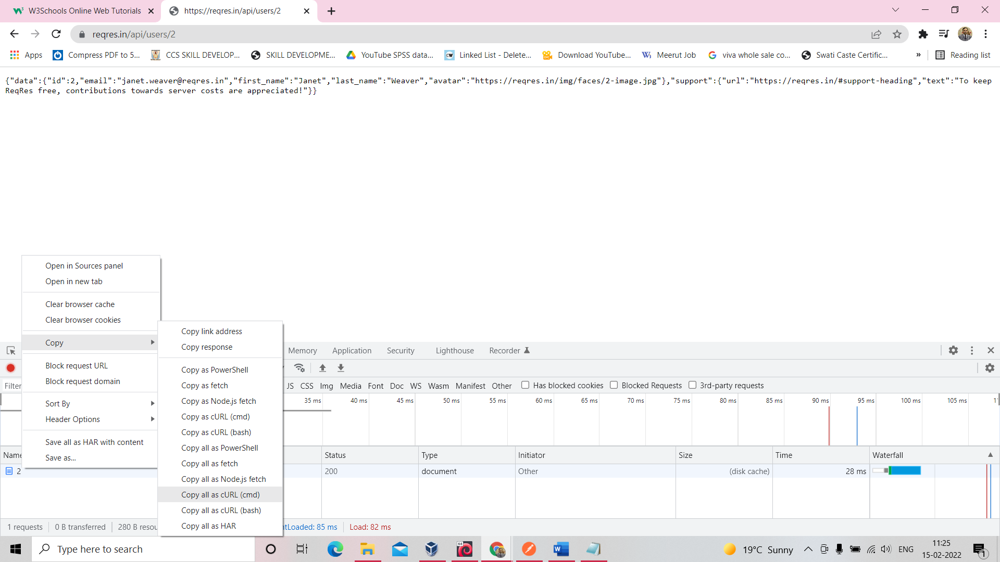 W3Schools Online Web Tutorials
https://reqres.in/api/users/2
reqres.in/api/users/2
Apps
Compress PDF to 5...
CCS SKILL DEVELOP...
SKILL DEVELOPME...
YouTube SPSS data...
Linked List - Delete...
Download YouTube...
Meerut Job
viva whole sale co...
Swati Caste Certific...
»
Reading list
{"data":{"id":2,"email":"janet.weaver@reqres.in","first_name":"Janet","last_name":"Weaver","avatar":"https://reqres.in/img/faces/2-image.jpg"},"support":{"url":"https://reqres.in/#support-heading","text":"To keep
ReqRes free, contributions towards server costs are appreciated!"}}
Open in Sources panel
Open in new tab
Clear browser cache
Clear browser cookies
Copy
Block request URL
Block request domain
Sort By
Header Options
Save all as HAR with content
Save as...
Copy link address
Copy response
Copy as PowerShell
Copy as fetch
Copy as Node.js fetch
Copy as cURL (cmd)
Copy as cURL (bash)
Copy all as PowerShell
Copy all as fetch
Copy all as Node.js fetch
Copy all as cURL (cmd)
Copy all as cURL (bash)
Copy all as HAR
Memory
Application
Security
Lighthouse
Recorder
Filter
JS
CSS
Img
Media
Font
Doc
WS
Wasm
Manifest
Other
Has blocked cookies
Blocked Requests
3rd-party requests
35 ms
40 ms
45 ms
50 ms
55 ms
60 ms
65 ms
70 ms
75 ms
80 ms
85 ms
90 ms
95 ms
100 ms
105 ms
Name
Status
Type
Initiator
Size
Time
Waterfall
2
200
document
Other
(disk cache)
28 ms
1 requests
0 B transferred
280 B resou
ntLoaded: 85 ms
Load: 82 ms
Type here to search
64
19°C Sunny
ENG
11:25
15-02-2022
1